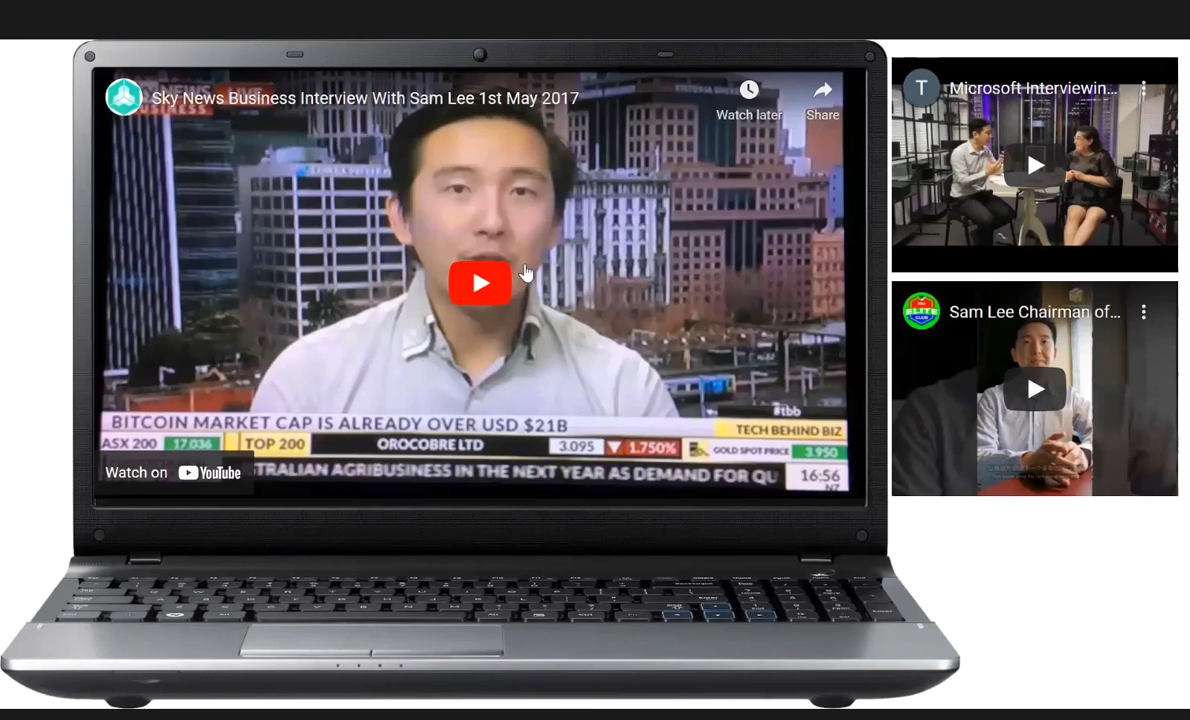 Sky News Business Interview With Sam Lee 1st May 2017
Watch later
Share
BUSINESS
#tbb
BITCOIN MARKET CAP IS ALREADY OVER USD $21B
TECH BEHIND BIZ
ASX 200 17.036 TOP 200 OROCOBRE LTD 3.095 ▼ 1.750% GOLD SPOT PRICE 3.950
STRALIAN AGRIBUSINESS IN THE NEXT YEAR AS DEMAND FOR QU
16:56
NZ
Watch on YouTube
T
Microsoft Interviewin...
ELITE
CLUB
Sam Lee Chairman of...